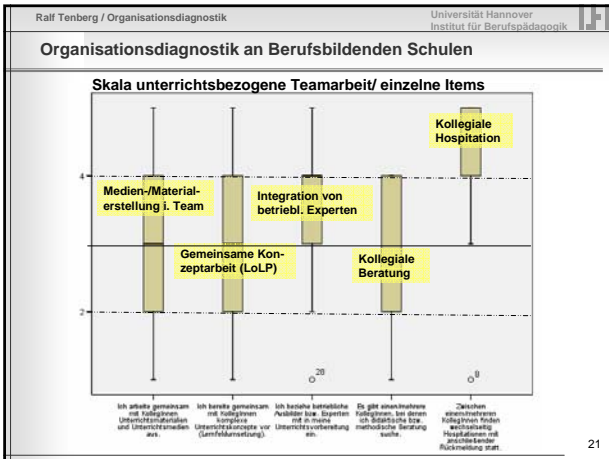 Ralf Tenberg / Organisationsdiagnostik
Universität Hannover
Institut für Berufspädagogik
Organisationsdiagnostik an Berufsbildenden Schulen
Skala unterrichtsbezogene Teamarbeit/ einzelne Items
Kollegiale
Hospitation
4
Medien-/Material-
erstellung i. Team
Integration von
betriebl. Experten
Gemeinsame Kon-
zeptarbeit (LoLP)
Kollegiale
Beratung
2
20
Ich arbeite gemeinsam
mit KollegInnen
Unterrichtsmaterialien
und Unterrichtsmedien
aus.
Ich bereite gemeinsam
mit KollegInnen
komplexe
Unterrichtskonzepte vor
(Lernfeldumsetzung).
Ich beziehe betriebliche
Ausbilder bzw. Experten
mit in meine
Unterrichtsvorbereitung
ein.
Es gibt einen/mehrere
KollegInnen, bei denen
ich didaktische bzw.
methodische Beratung
suche.
Zwischen
einem/mehreren
KollegInnen finden
wechselseitig
Hospitationen mit
anschließender
Rückmeldung statt.
21